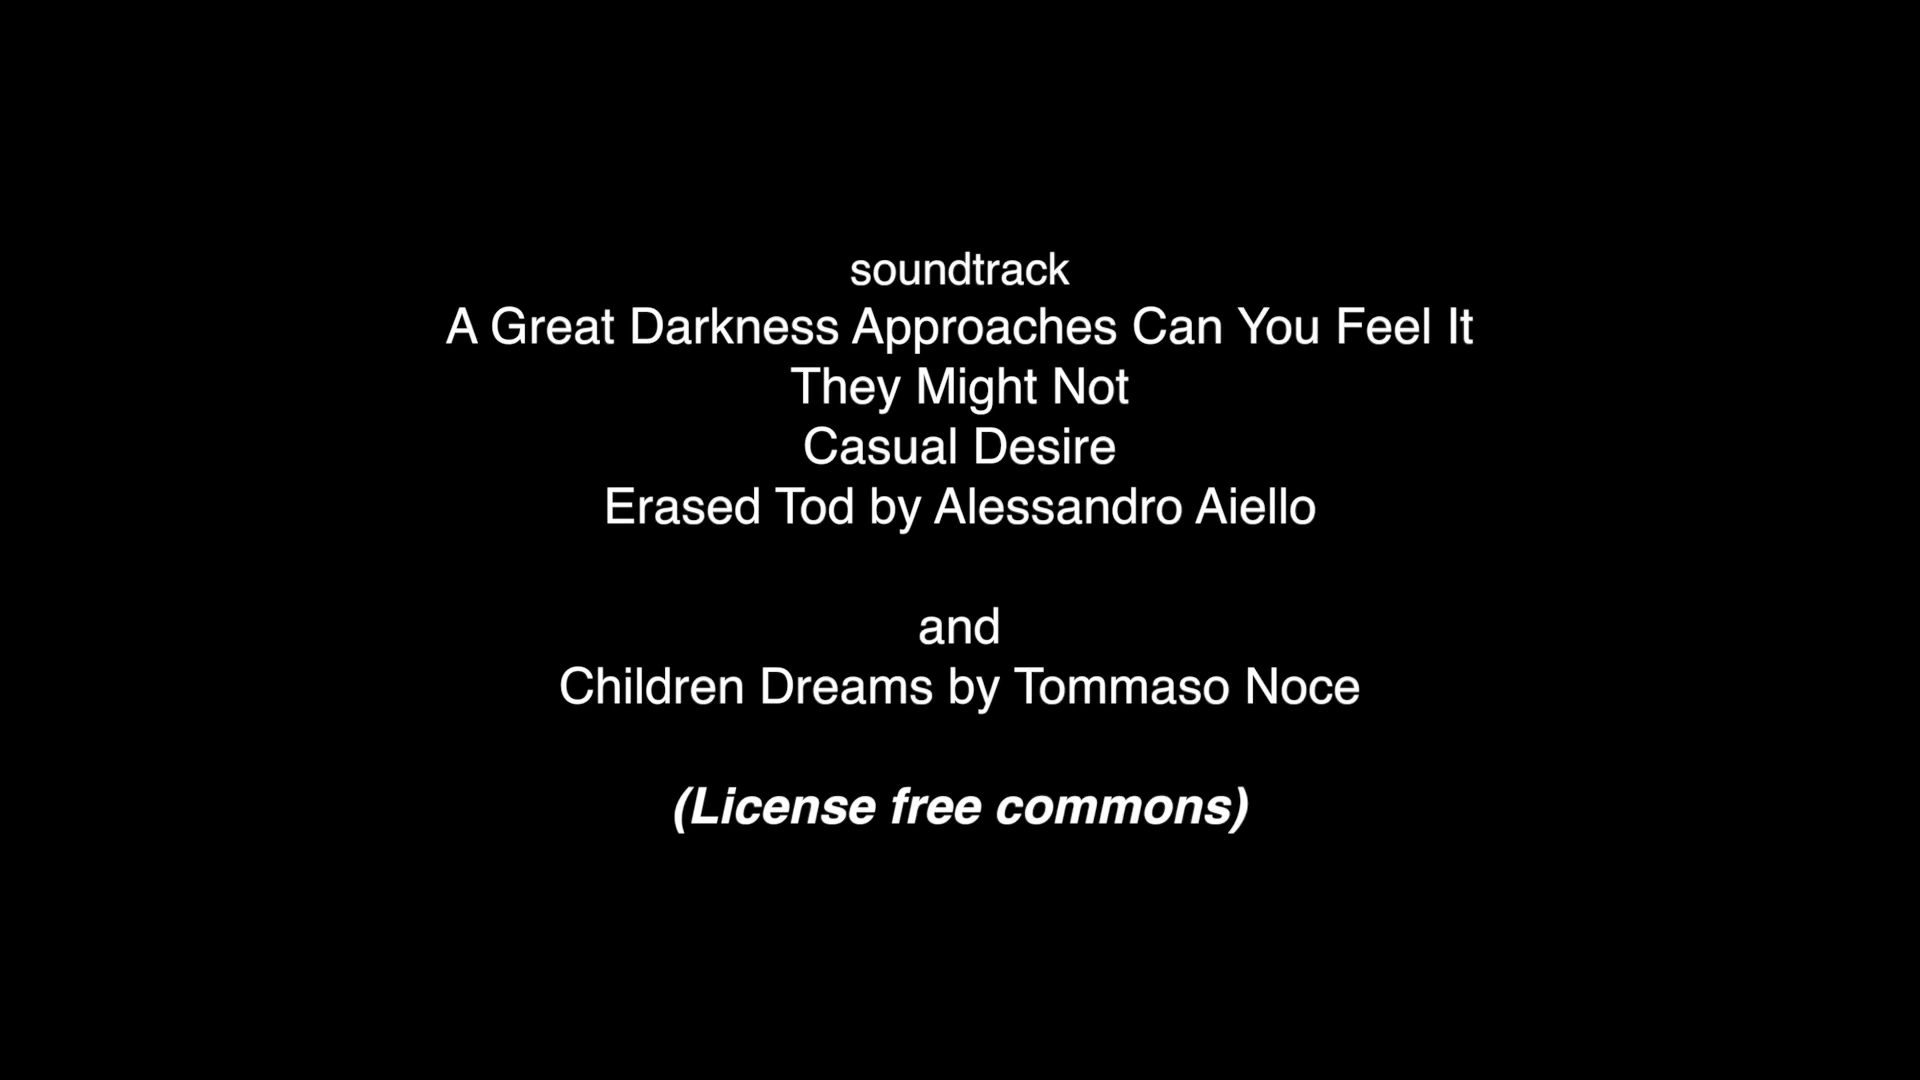 soundtrack
A Great Darkness Approaches Can You Feel It
They Might Not
Casual Desire
Erased Tod by Alessandro Aiello
and
Children Dreams by Tommaso Noce
(License free commons)